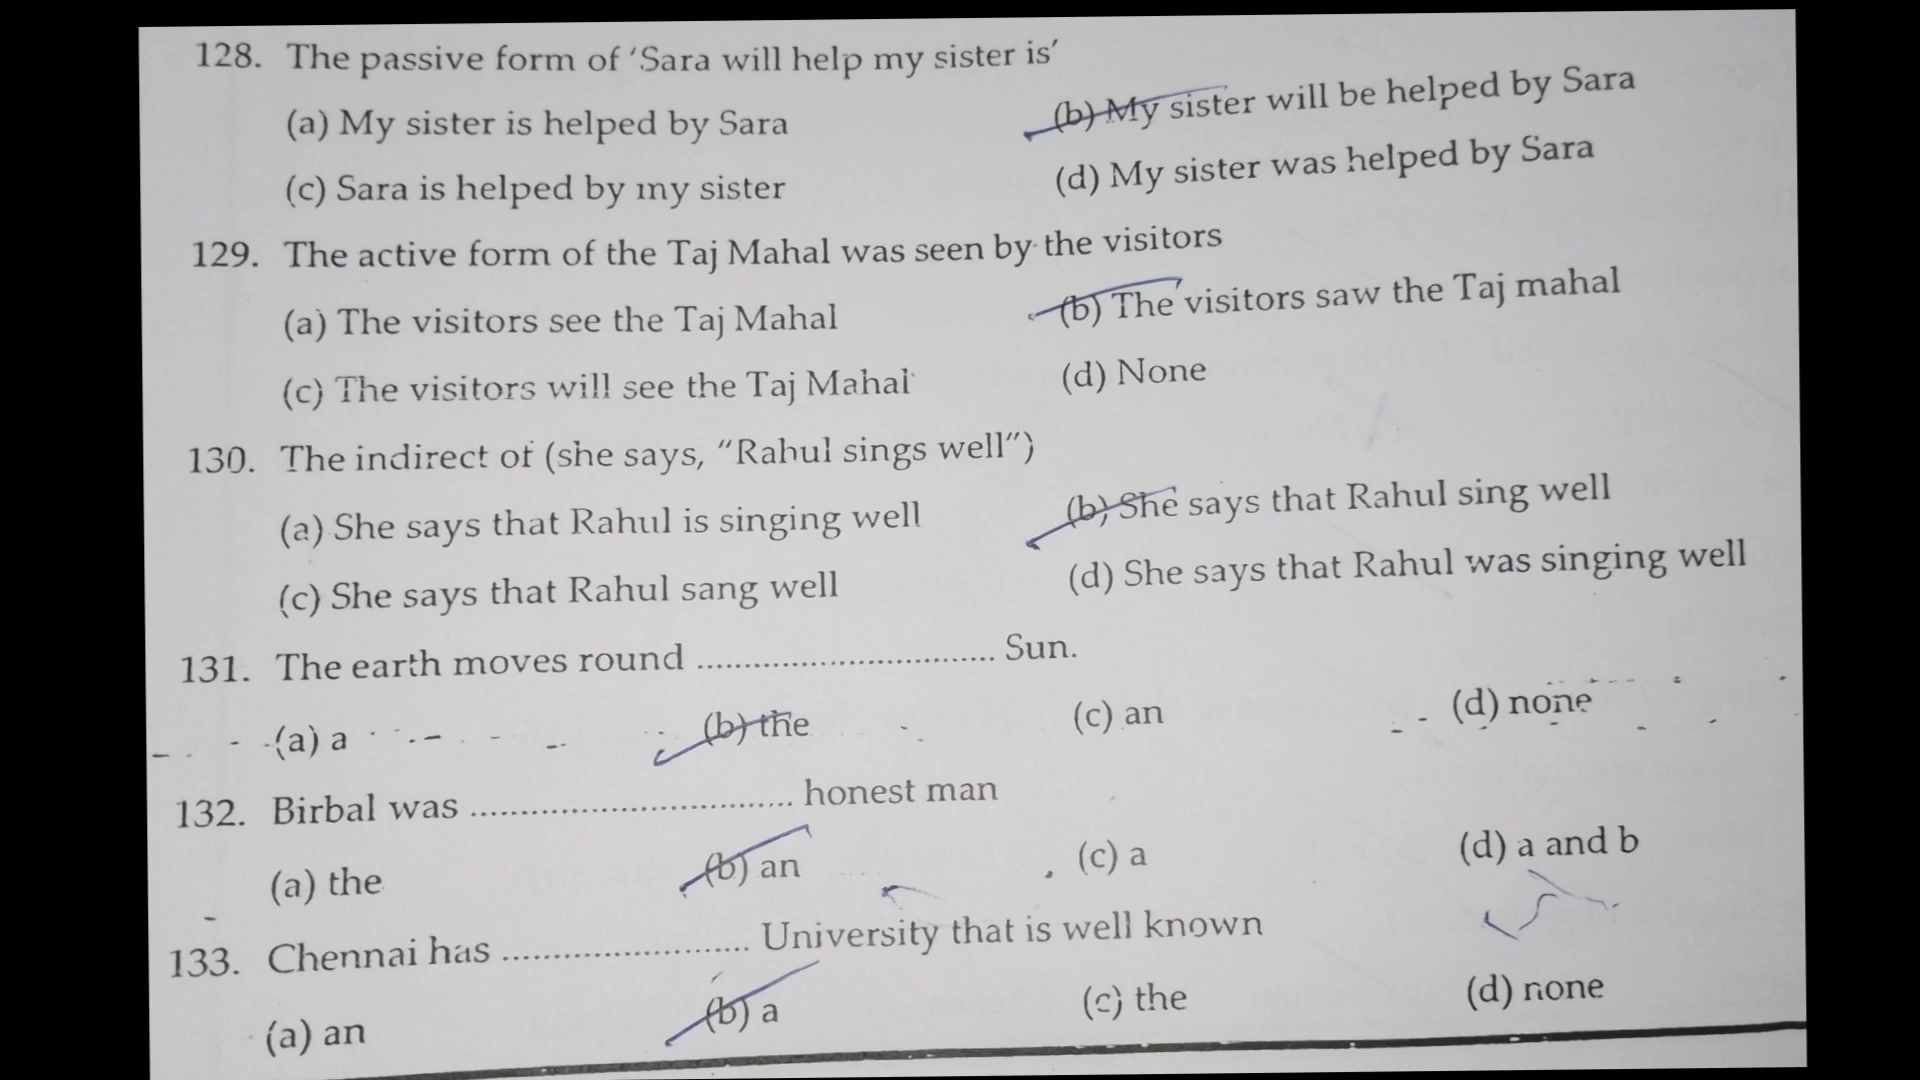 128. The passive form of ‘Sara will help my sister is’
(a) My sister is helped by Sara (b) My sister will be helped by Sara
(c) Sara is helped by my sister (d) My sister was helped by Sara
129. The active form of the Taj Mahal was seen by the visitors
(a) The visitors see the Taj Mahal (b) The visitors saw the Taj mahal
(c) The visitors will see the Taj Mahal (d) None
130. The indirect of (she says, “Rahul sings well”)
(a) She says that Rahul is singing well (b) She says that Rahul sing well
(c) She says that Rahul sang well (d) She says that Rahul was singing well
131. The earth moves round ............................... Sun.
(a) a (b) the (c) an (d) none
132. Birbal was .................................. honest man
(a) the (b) an (c) a (d) a and b
133. Chennai has .......................... University that is well known
(a) an (b) a (c) the (d) none